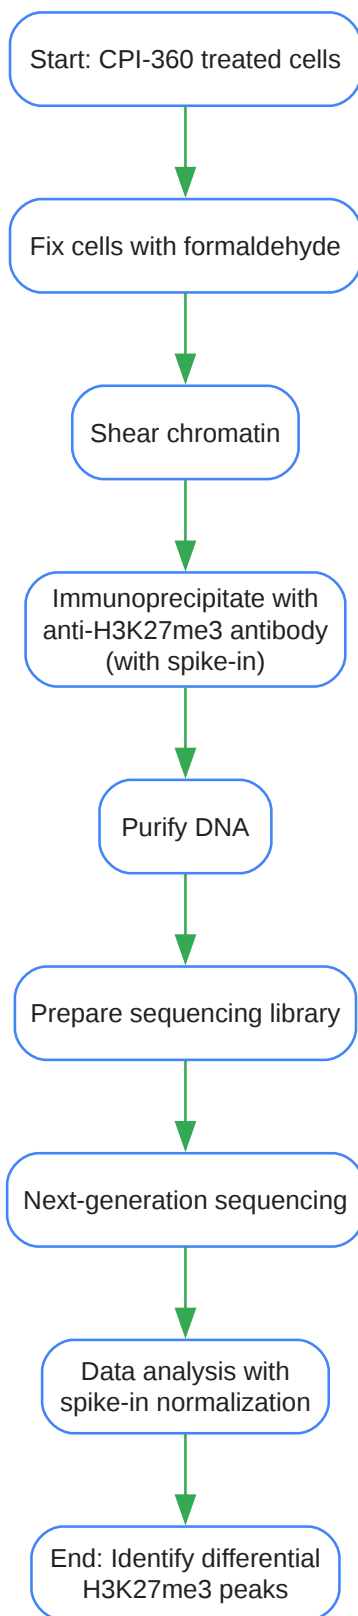 Start: CPI-360 treated cells
Fix cells with formaldehyde
Shear chromatin
Immunoprecipitate with
anti-H3K27me3 antibody
(with spike-in)
Purify DNA
Prepare sequencing library
Next-generation sequencing
Data analysis with
spike-in normalization
End: Identify differential
H3K27me3 peaks